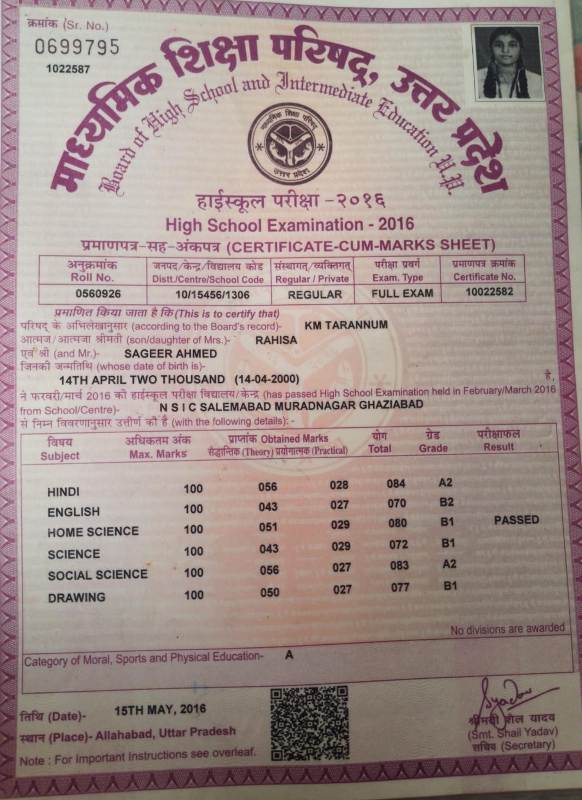 क्रमांक (Sr. No.)
0699795
1022587
माध्यमिक शिक्षा परिषद्, उत्तर प्रदेश
Board of High School and Intermediate Education U.P.
माध्यमिक शिक्षा परिषद्
उत्तर प्रदेश
हाईस्कूल परीक्षा -२०१६
High School Examination - 2016
प्रमाणपत्र-सह-अंकपत्र (CERTIFICATE-CUM-MARKS SHEET)
अनुक्रमांक जनपद/केन्द्र/विद्यालय कोड संस्थागत/व्यक्तिगत परीक्षा प्रवर्ग प्रमाणपत्र क्रमांक
Roll No. Distt./Centre/School Code Regular / Private Exam. Type Certificate No.
0560926 10/15456/1306 REGULAR FULL EXAM 10022582
प्रमाणित किया जाता है कि (This is to certify that)
परिषद् के अभिलेखानुसार (according to the Board's record)- KM TARANNUM
आत्मज/आत्मजा श्रीमती (son/daughter of Mrs.)- RAHISA
एवं श्री (and Mr.)- SAGEER AHMED
जिनकी जन्मतिथि (whose date of birth is)-
14TH APRIL TWO THOUSAND (14-04-2000) है,
ने फरवरी/मार्च 2016 की हाईस्कूल परीक्षा विद्यालय/केन्द्र (has passed High School Examination held in February/March 2016
from School/Centre)- N S I C SALEMABAD MURADNAGAR GHAZIABAD
से निम्न विवरणानुसार उत्तीर्ण की है (with the following details):-
विषय अधिकतम अंक प्राप्तांक Obtained Marks योग ग्रेड परीक्षाफल
Subject Max. Marks सैद्धान्तिक (Theory) प्रयोगात्मक (Practical) Total Grade Result
HINDI 100 056 028 084 A2
ENGLISH 100 043 027 070 B2
HOME SCIENCE 100 051 029 080 B1 PASSED
SCIENCE 100 043 029 072 B1
SOCIAL SCIENCE 100 056 027 083 A2
DRAWING 100 050 027 077 B1
No divisions are awarded
Category of Moral, Sports and Physical Education- A
तिथि (Date)- 15TH MAY, 2016
स्थान (Place)- Allahabad, Uttar Pradesh
Note : For Important Instructions see overleaf.
श्रीमती शैल यादव
(Smt. Shail Yadav)
सचिव (Secretary)